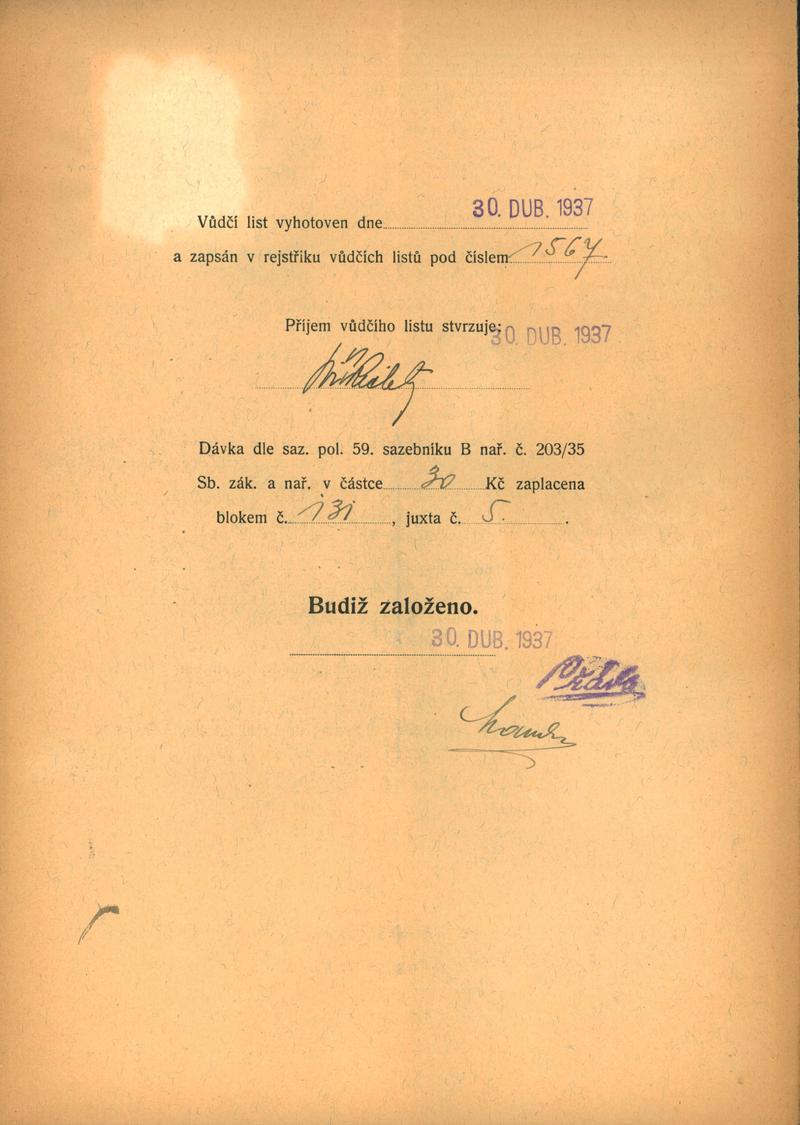 Vůdčí list vyhotoven dne 30. DUB. 1937
a zapsán v rejstříku vůdčích listů pod číslem 1567
Příjem vůdčího listu stvrzuje: 30. DUB. 1937
Dávka dle saz. pol. 59. sazebníku B nař. č. 203/35
Sb. zák. a nař. v částce 30 Kč zaplacena
blokem č. 131, juxta č. 5.
Budiž založeno.
30. DUB. 1937